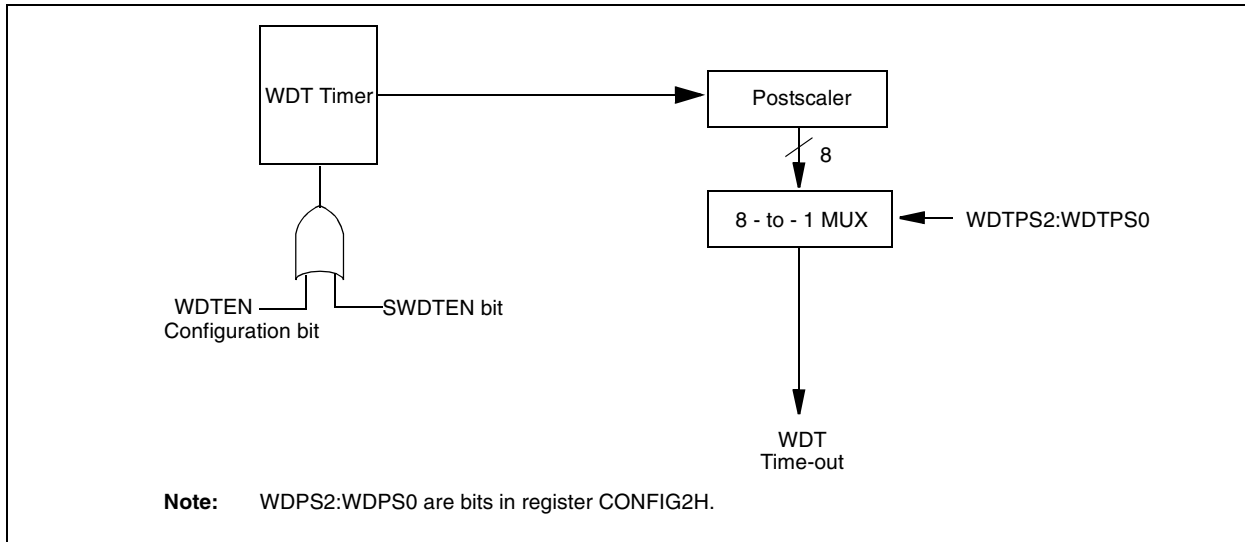 WDT Timer
Postscaler
8
8 - to - 1 MUX
WDTPS2:WDTPS0
WDTEN
Configuration bit
SWDTEN bit
WDT
Time-out
Note: WDPS2:WDPS0 are bits in register CONFIG2H.